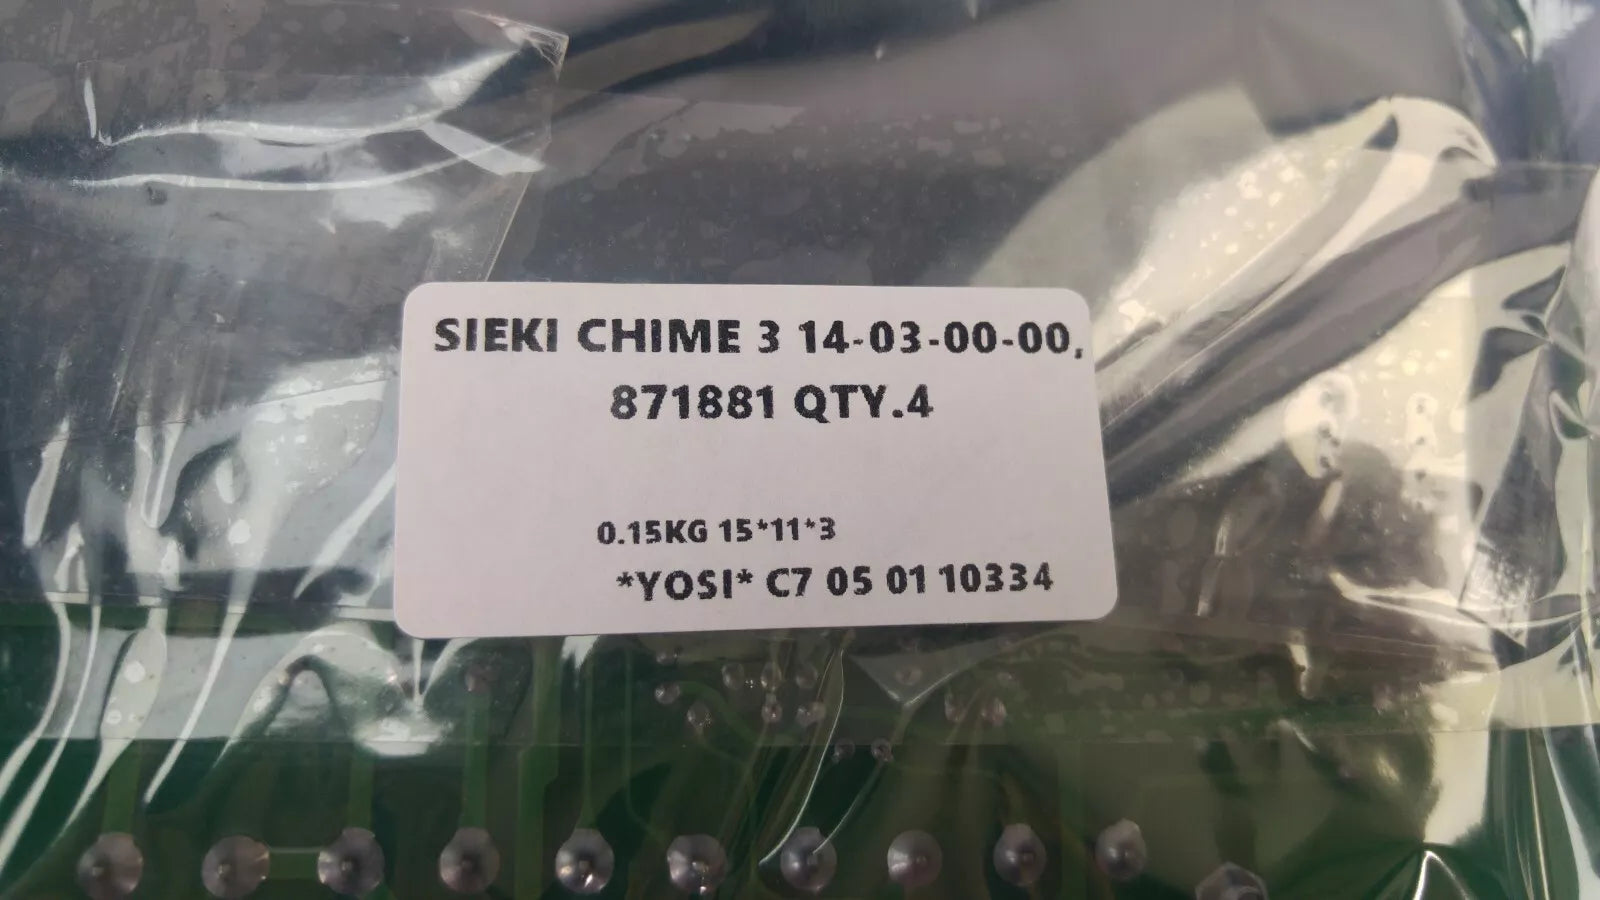 SIEKI CHIME 3 14-03-00-00,
871881 QTY.4
0.15KG 15*11*3
*YOSI* C7 05 01 10334